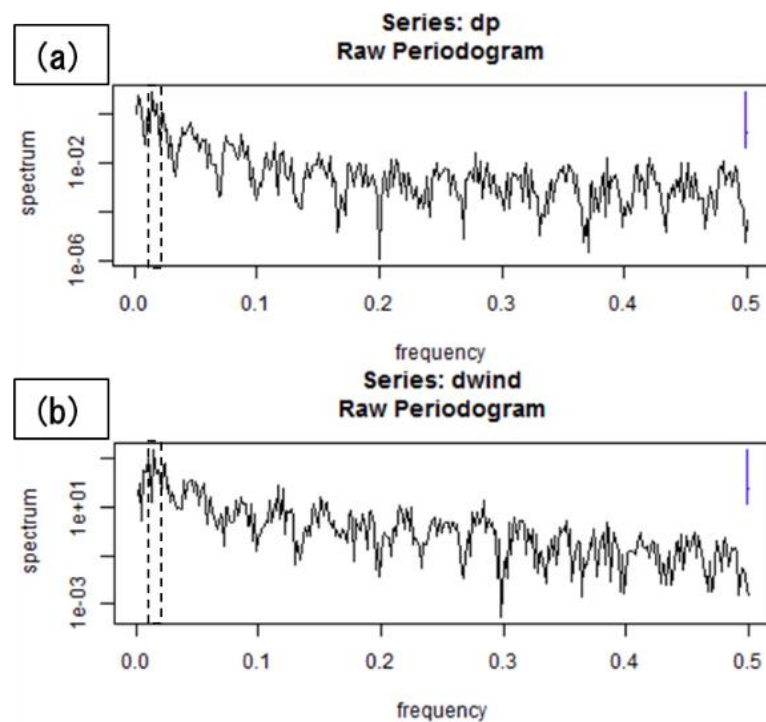 (a)
Series: dp
Raw Periodogram
spectrum
1e-02
1e-06
0.0 0.1 0.2 0.3 0.4 0.5
frequency
(b)
Series: dwind
Raw Periodogram
spectrum
1e+01
1e-03
0.0 0.1 0.2 0.3 0.4 0.5
frequency